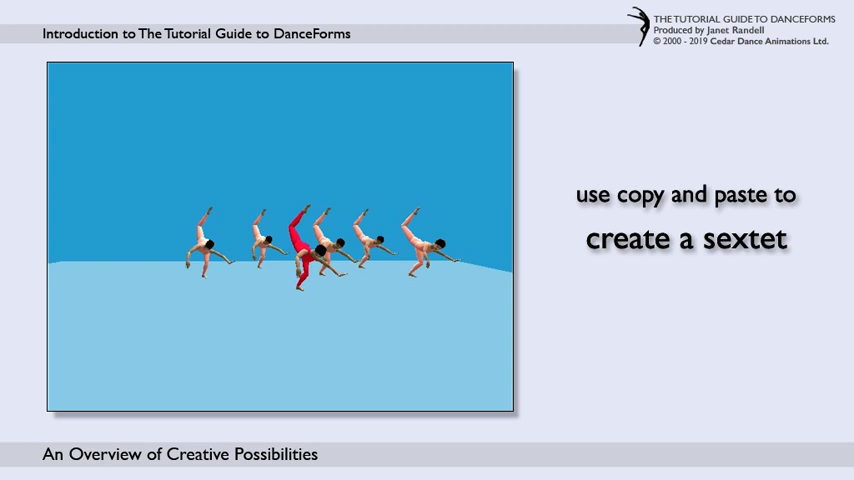 Introduction to The Tutorial Guide to DanceForms
THE TUTORIAL GUIDE TO DANCEFORMS
Produced by Janet Randell
© 2000 - 2019 Cedar Dance Animations Ltd.
use copy and paste to
create a sextet
An Overview of Creative Possibilities